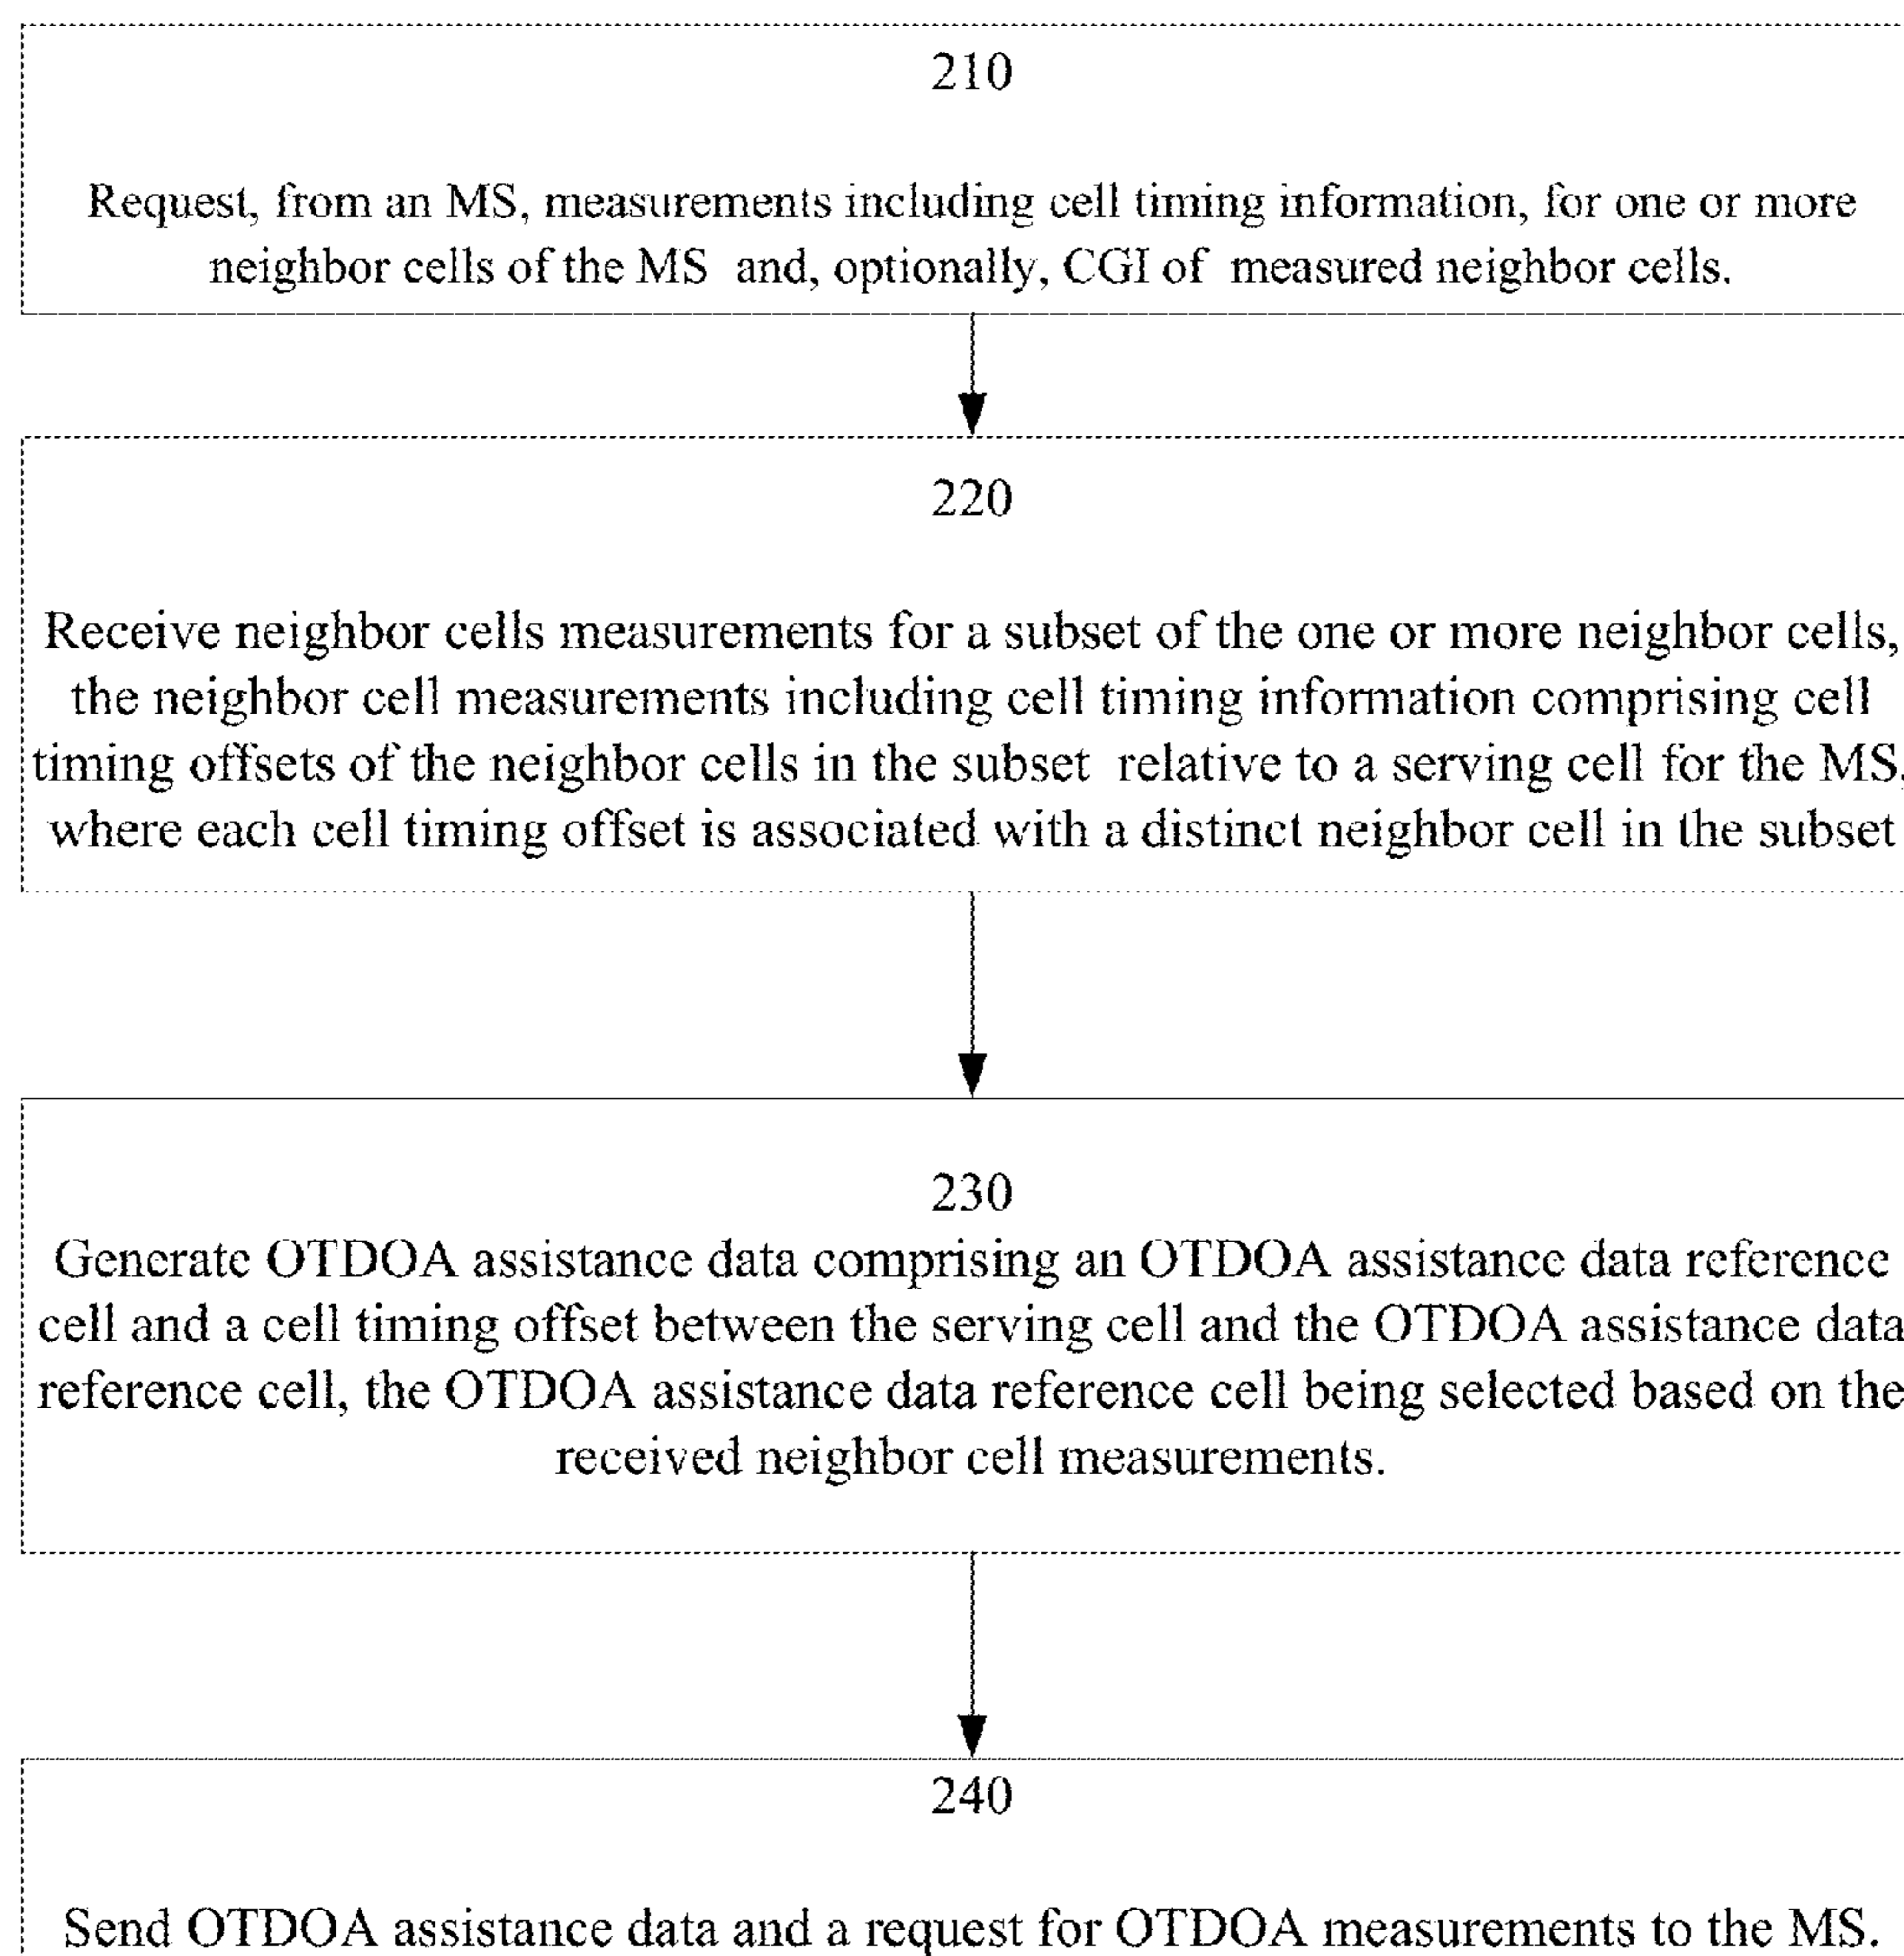 210
Request, from an MS, measurements including cell timing information, for one or more
neighbor cells of the MS and, optionally, CGI of measured neighbor cells.
220
Receive neighbor cells measurements for a subset of the one or more neighbor cells,
the neighbor cell measurements including cell timing information comprising cell
timing offsets of the neighbor cells in the subset relative to a serving cell for the MS,
where each cell timing offset is associated with a distinct neighbor cell in the subset
230
Generate OTDOA assistance data comprising an OTDOA assistance data reference
cell and a cell timing offset between the serving cell and the OTDOA assistance data
reference cell, the OTDOA assistance data reference cell being selected based on the
received neighbor cell measurements.
240
Send OTDOA assistance data and a request for OTDOA measurements to the MS.